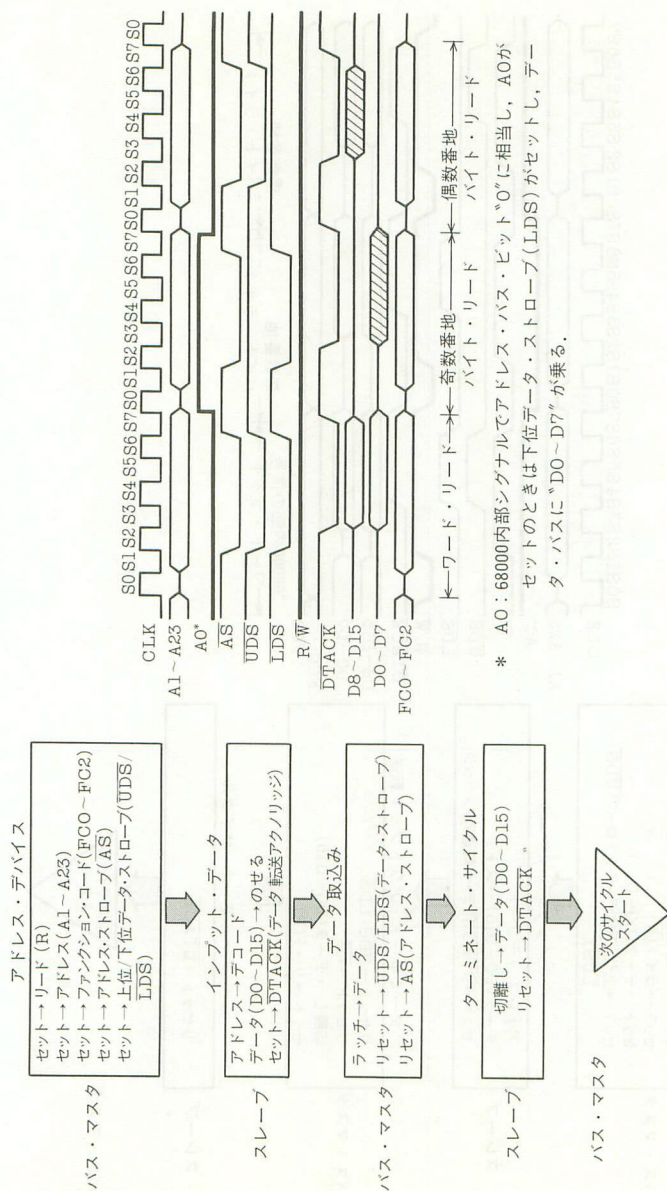 アドレス・デバイス
バス・マスタ
セット→リード(R)
セット→アドレス(A1～A23)
セット→ファンクション・コード(FC0～FC2)
セット→アドレス・ストローブ(AS)
セット→上位/下位データ・ストローブ(UDS/
LDS)
インプット・データ
スレーブ
アドレス→デコード
データ(D0～D15)→のせる
セット→DTACK(データ転送アクノリッジ)
データ取込み
バス・マスタ
ラッチ→データ
リセット→UDS/LDS(データ・ストローブ)
リセット→AS(アドレス・ストローブ)
ターミネート・サイクル
スレーブ
切離し→データ(D0～D15)
リセット→DTACK 〃
バス・マスタ
次のサイクル
スタート
S0 S1 S2 S3 S4 S5 S6 S7 S0 S1 S2 S3 S4 S5 S6 S7 S0 S1 S2 S3 S4 S5 S6 S7 S0
CLK
A1～A23
A0*
AS
UDS
LDS
R/W
DTACK
D8～D15
D0～D7
FC0～FC2
ワード・リード
奇数番地
バイト・リード
偶数番地
バイト・リード
* A0：68000内部シグナルでアドレス・バス・ビット〝0〞に相当し，A0が
セットのときは下位データ・ストローブ(LDS)がセットし，デー
タ・バスに〝D0～D7〞が乗る．